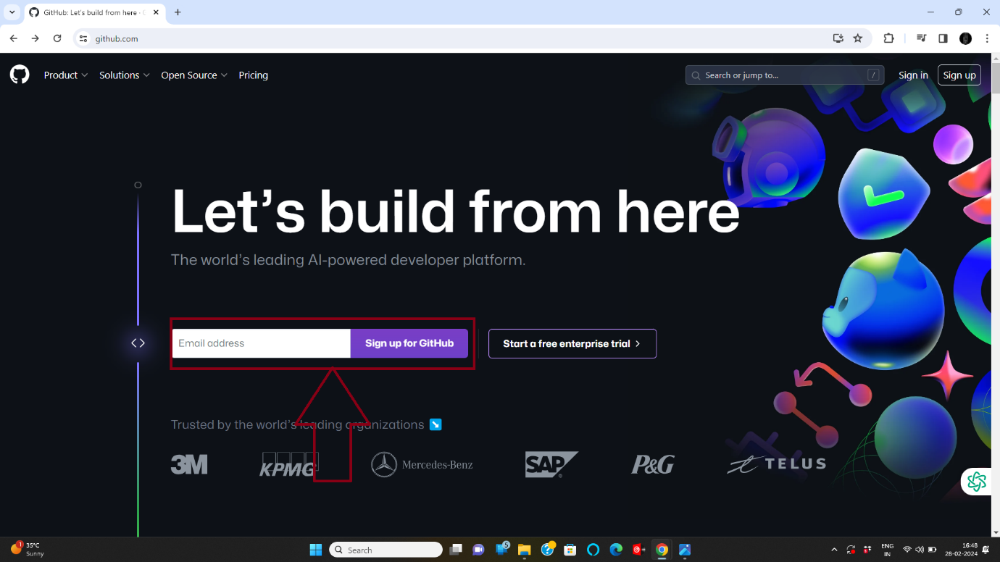 GitHub: Let's build from here ·
github.com
Product
Solutions
Open Source
Pricing
Search or jump to...
/
Sign in
Sign up
Let's build from here
The world's leading AI-powered developer platform.
Email address
Sign up for GitHub
Start a free enterprise trial
Trusted by the world's leading organizations
3M
KPMG
Mercedes-Benz
SAP
P&G
TELUS
1
35°C
Sunny
Search
5
ENG
IN
16:48
28-02-2024